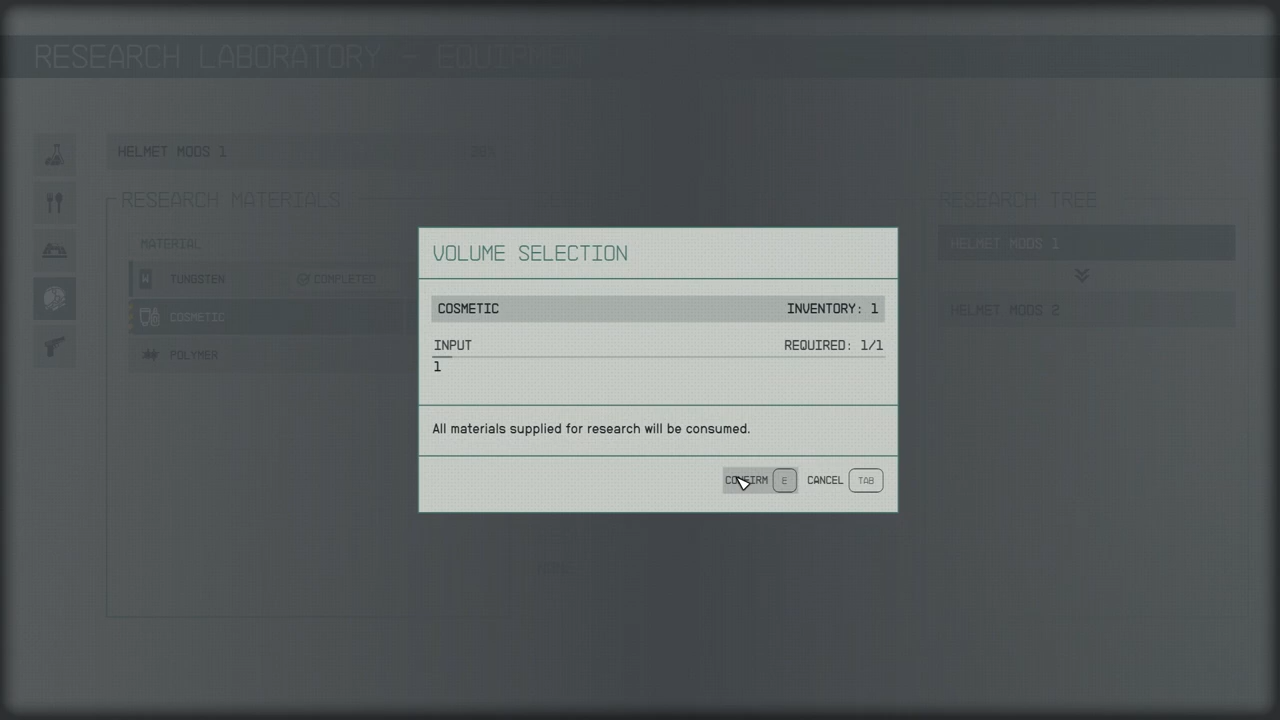 RESEARCH LABORATORY - EQUIPMEN
HELMET MODS 1
RESEARCH MATERIALS
RESEARCH TREE
MATERIAL
HELMET MODS 1
W TUNGSTEN COMPLETED
COSMETIC
HELMET MODS 2
POLYMER
VOLUME SELECTION
COSMETIC INVENTORY: 1
INPUT REQUIRED: 1/1
1
All materials supplied for research will be consumed.
CONFIRM E CANCEL TAB